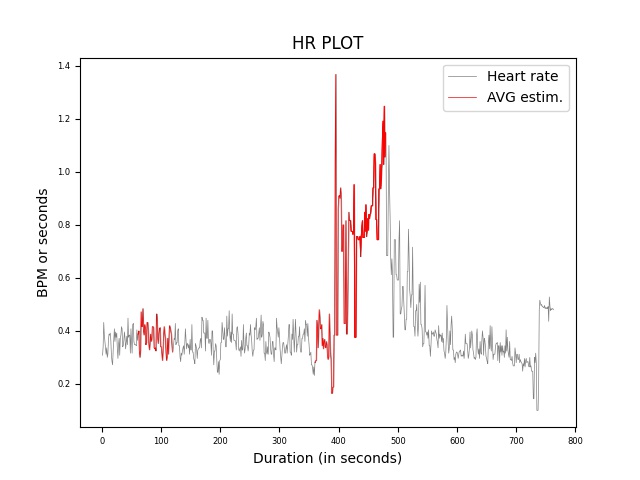 HR PLOT
Heart rate
AVG estim.
BPM or seconds
1.4
1.2
1.0
0.8
0.6
0.4
0.2
0 100 200 300 400 500 600 700 800
Duration (in seconds)